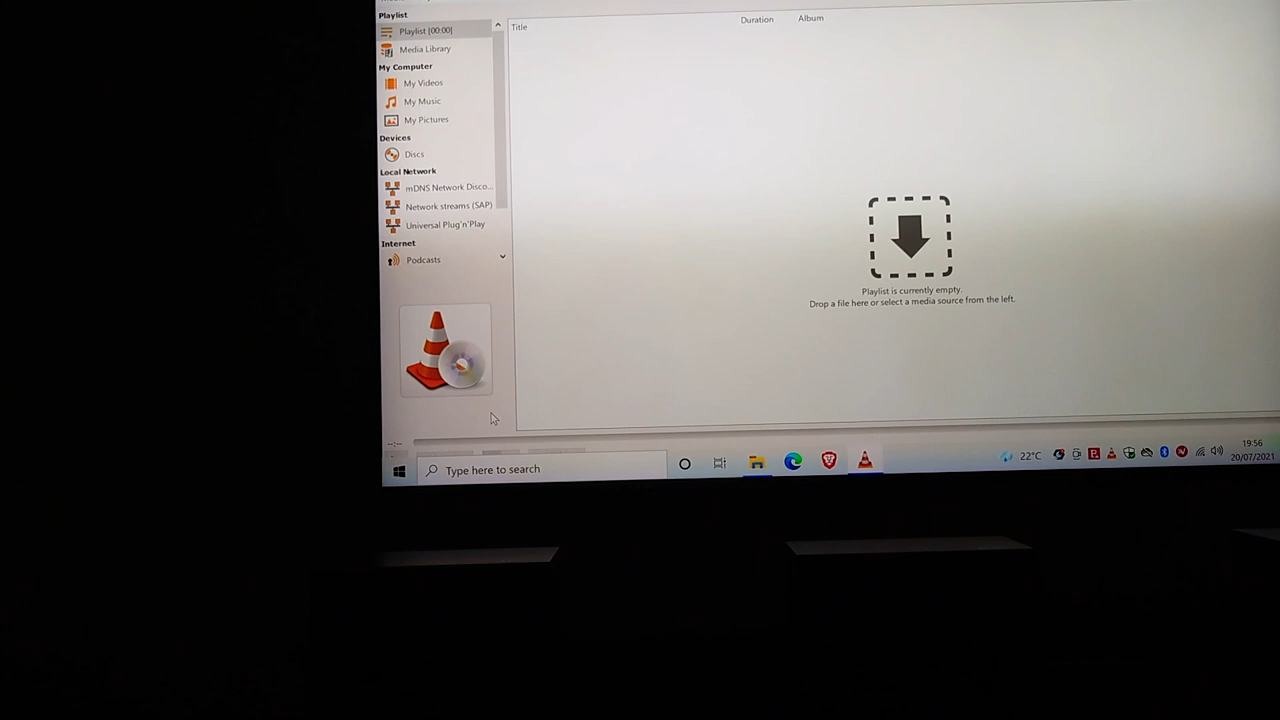 Playlist
Playlist [00:00]
Media Library
My Computer
My Videos
My Music
My Pictures
Devices
Discs
Local Network
mDNS Network Disco...
Network streams (SAP)
Universal Plug'n'Play
Internet
Podcasts
Title
Duration
Album
Playlist is currently empty.
Drop a file here or select a media source from the left.
--:--
Type here to search
22°C
19:56
20/07/2021